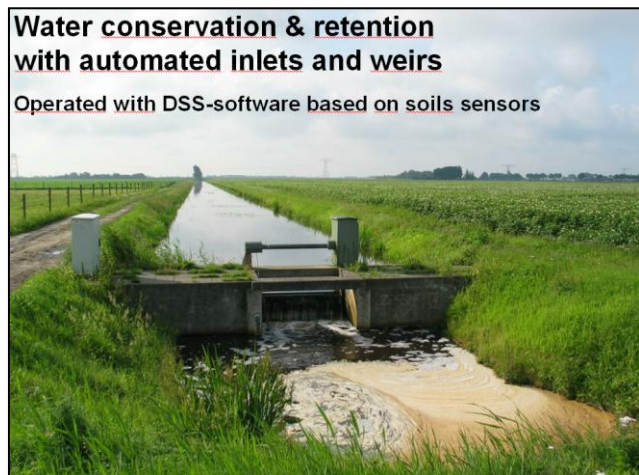 Water conservation & retention
with automated inlets and weirs
Operated with DSS-software based on soils sensors